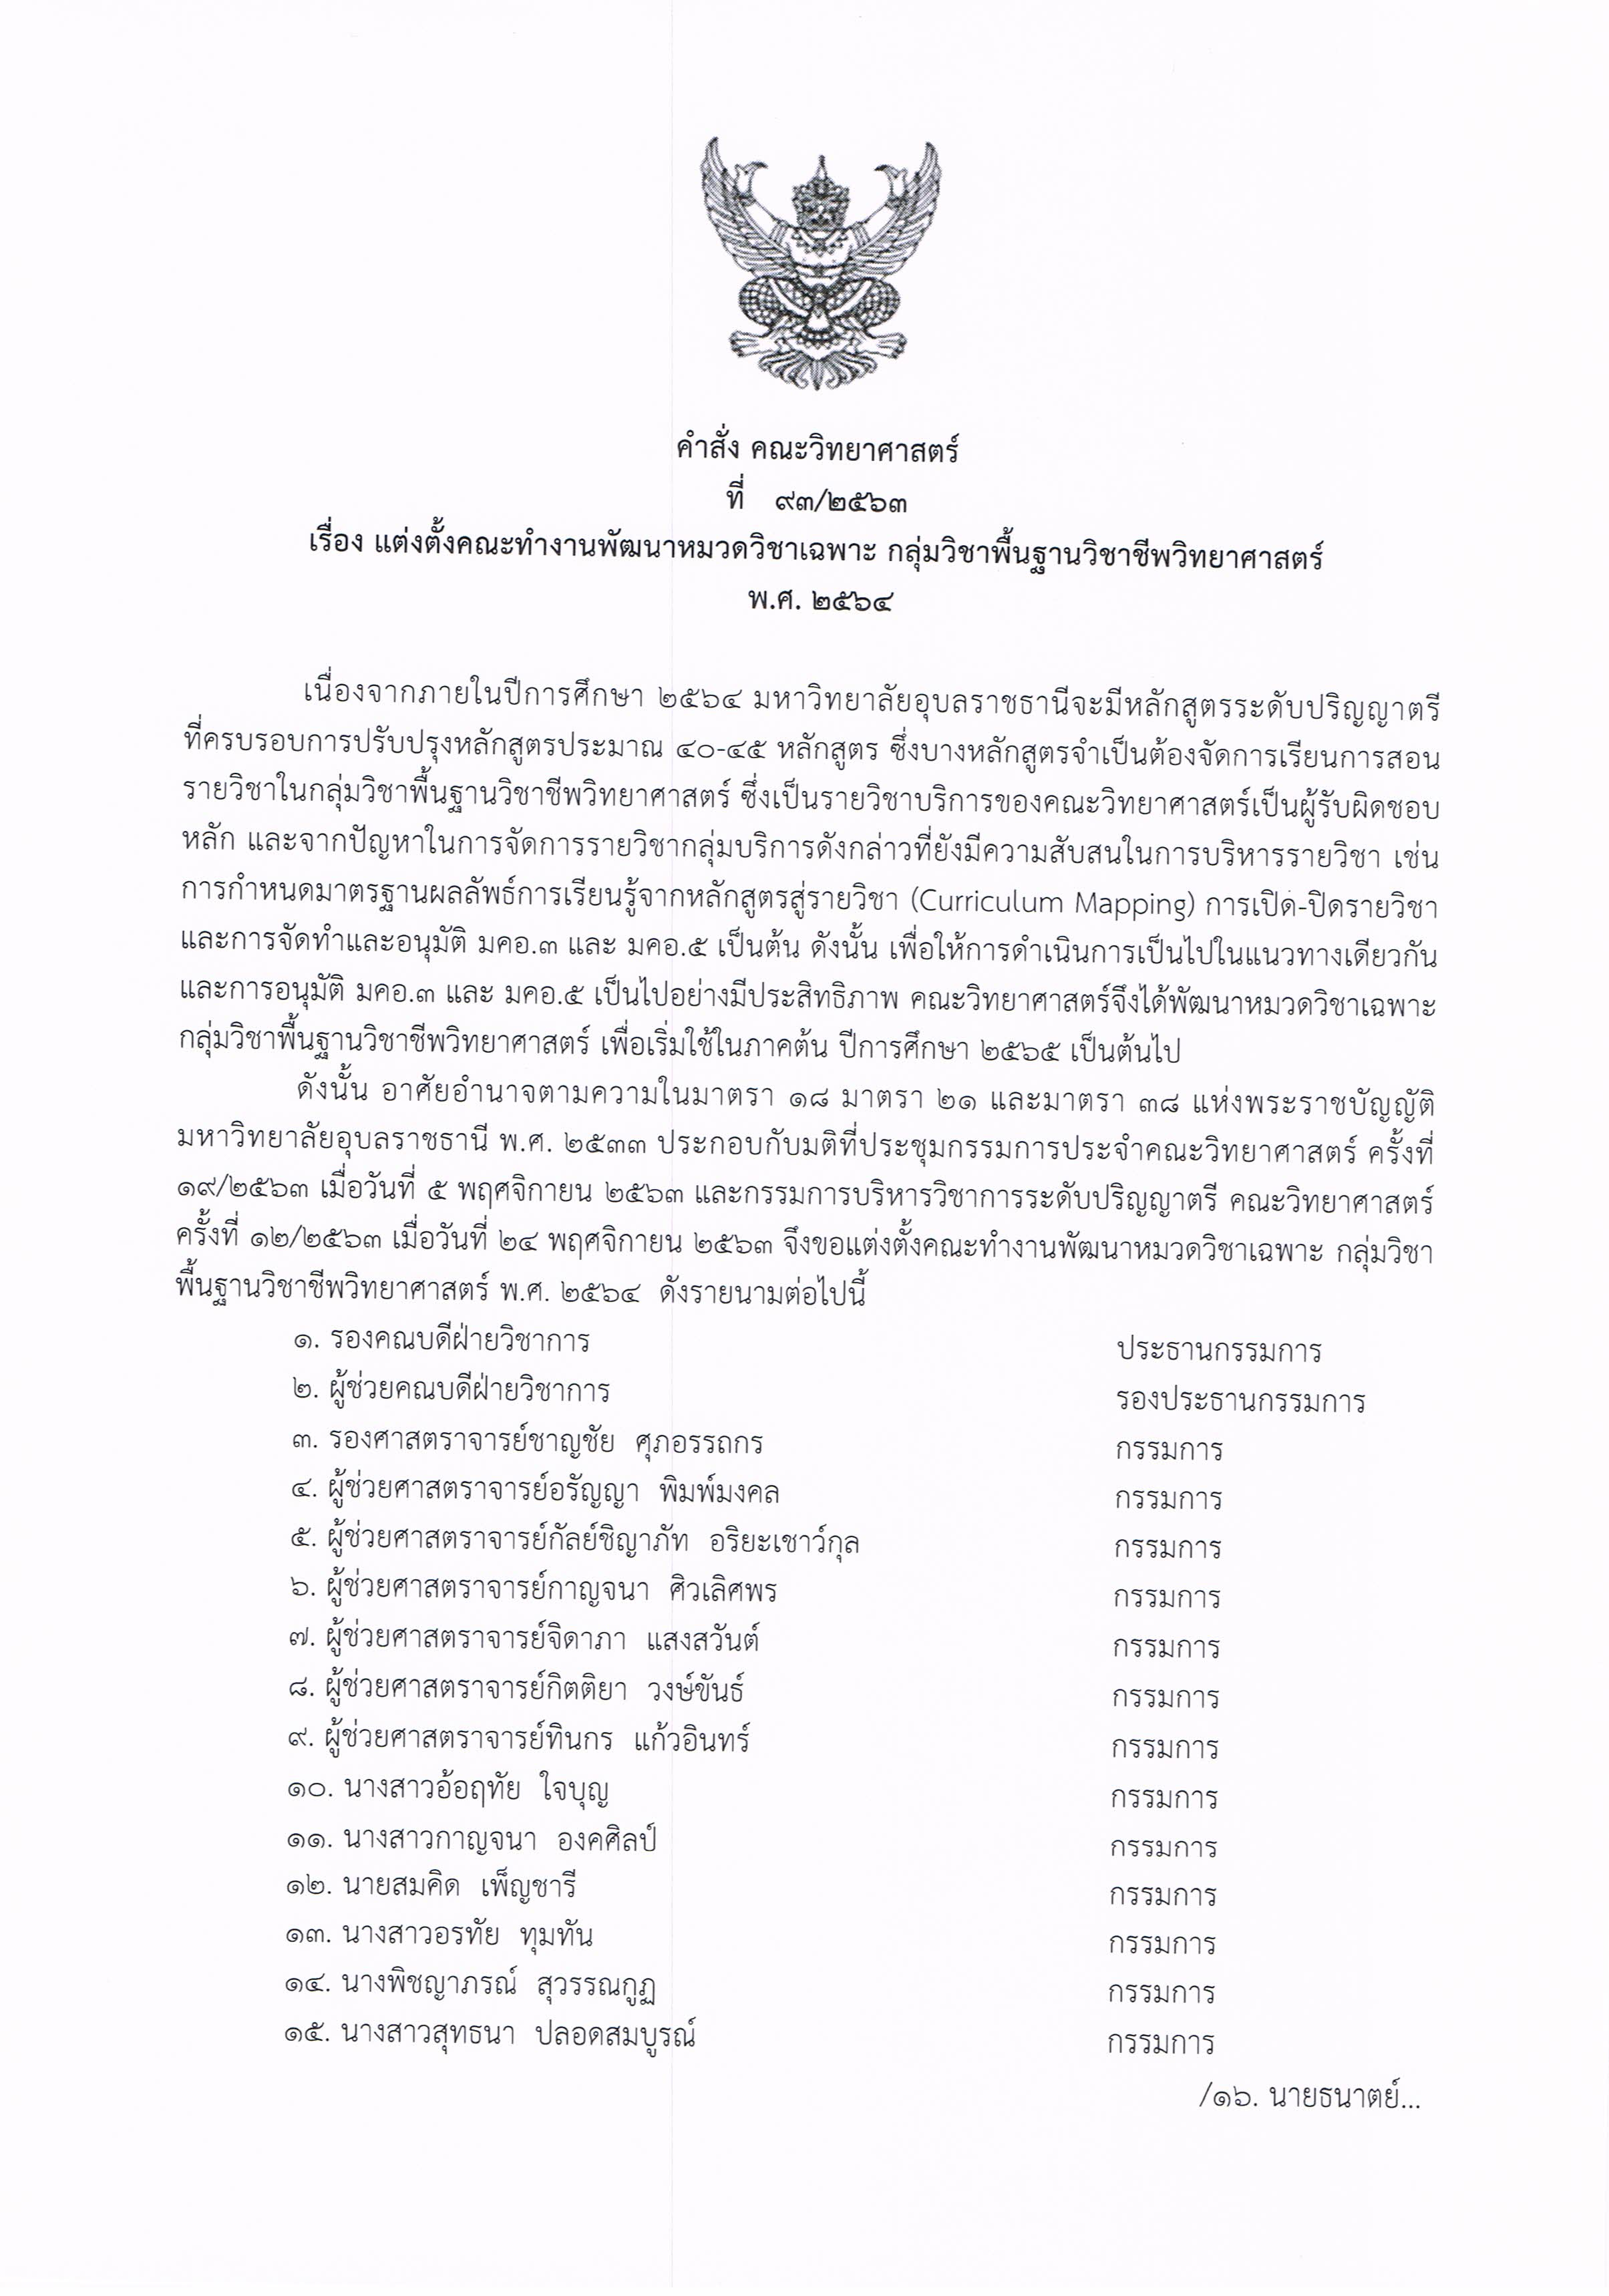 คำสั่ง คณะวิทยาศาสตร์
ที่ ๙๓/๒๕๖๓
เรื่อง แต่งตั้งคณะทำงานพัฒนาหมวดวิชาเฉพาะ กลุ่มวิชาพื้นฐานวิชาชีพวิทยาศาสตร์
พ.ศ. ๒๕๖๔
เนื่องจากภายในปีการศึกษา ๒๕๖๔ มหาวิทยาลัยอุบลราชธานีจะมีหลักสูตรระดับปริญญาตรี
ที่ครบรอบการปรับปรุงหลักสูตรประมาณ ๔๐-๔๕ หลักสูตร ซึ่งบางหลักสูตรจำเป็นต้องจัดการเรียนการสอน
รายวิชาในกลุ่มวิชาพื้นฐานวิชาชีพวิทยาศาสตร์ ซึ่งเป็นรายวิชาบริการของคณะวิทยาศาสตร์เป็นผู้รับผิดชอบ
หลัก และจากปัญหาในการจัดการรายวิชากลุ่มบริการดังกล่าวที่ยังมีความสับสนในการบริหารรายวิชา เช่น
การกำหนดมาตรฐานผลลัพธ์การเรียนรู้จากหลักสูตรสู่รายวิชา (Curriculum Mapping) การเปิด-ปิดรายวิชา
และการจัดทำและอนุมัติ มคอ.๓ และ มคอ.๕ เป็นต้น ดังนั้น เพื่อให้การดำเนินการเป็นไปในแนวทางเดียวกัน
และการอนุมัติ มคอ.๓ และ มคอ.๕ เป็นไปอย่างมีประสิทธิภาพ คณะวิทยาศาสตร์จึงได้พัฒนาหมวดวิชาเฉพาะ
กลุ่มวิชาพื้นฐานวิชาชีพวิทยาศาสตร์ เพื่อเริ่มใช้ในภาคต้น ปีการศึกษา ๒๕๖๕ เป็นต้นไป
ดังนั้น อาศัยอำนาจตามความในมาตรา ๑๘ มาตรา ๒๑ และมาตรา ๓๘ แห่งพระราชบัญญัติ
มหาวิทยาลัยอุบลราชธานี พ.ศ. ๒๕๓๓ ประกอบกับมติที่ประชุมกรรมการประจำคณะวิทยาศาสตร์ ครั้งที่
๑๙/๒๕๖๓ เมื่อวันที่ ๕ พฤศจิกายน ๒๕๖๓ และกรรมการบริหารวิชาการระดับปริญญาตรี คณะวิทยาศาสตร์
ครั้งที่ ๑๒/๒๕๖๓ เมื่อวันที่ ๒๔ พฤศจิกายน ๒๕๖๓ จึงขอแต่งตั้งคณะทำงานพัฒนาหมวดวิชาเฉพาะ กลุ่มวิชา
พื้นฐานวิชาชีพวิทยาศาสตร์ พ.ศ. ๒๕๖๔ ดังรายนามต่อไปนี้
๑. รองคณบดีฝ่ายวิชาการ ประธานกรรมการ
๒. ผู้ช่วยคณบดีฝ่ายวิชาการ รองประธานกรรมการ
๓. รองศาสตราจารย์ชาญชัย ศุภอรรถกร กรรมการ
๔. ผู้ช่วยศาสตราจารย์อรัญญา พิมพ์มงคล กรรมการ
๕. ผู้ช่วยศาสตราจารย์กัลย์ชิญาภัท อริยะเชาว์กุล กรรมการ
๖. ผู้ช่วยศาสตราจารย์กาญจนา ศิวเลิศพร กรรมการ
๗. ผู้ช่วยศาสตราจารย์จิดาภา แสงสวันต์ กรรมการ
๘. ผู้ช่วยศาสตราจารย์กิตติยา วงษ์ขันธ์ กรรมการ
๙. ผู้ช่วยศาสตราจารย์ทินกร แก้วอินทร์ กรรมการ
๑๐. นางสาวอ้อฤทัย ใจบุญ กรรมการ
๑๑. นางสาวกาญจนา องคศิลป์ กรรมการ
๑๒. นายสมคิด เพ็ญชารี กรรมการ
๑๓. นางสาวอรทัย ทุมทัน กรรมการ
๑๔. นางพิชญาภรณ์ สุวรรณกูฏ กรรมการ
๑๕. นางสาวสุทธนา ปลอดสมบูรณ์ กรรมการ
/๑๖. นายธนาตย์...